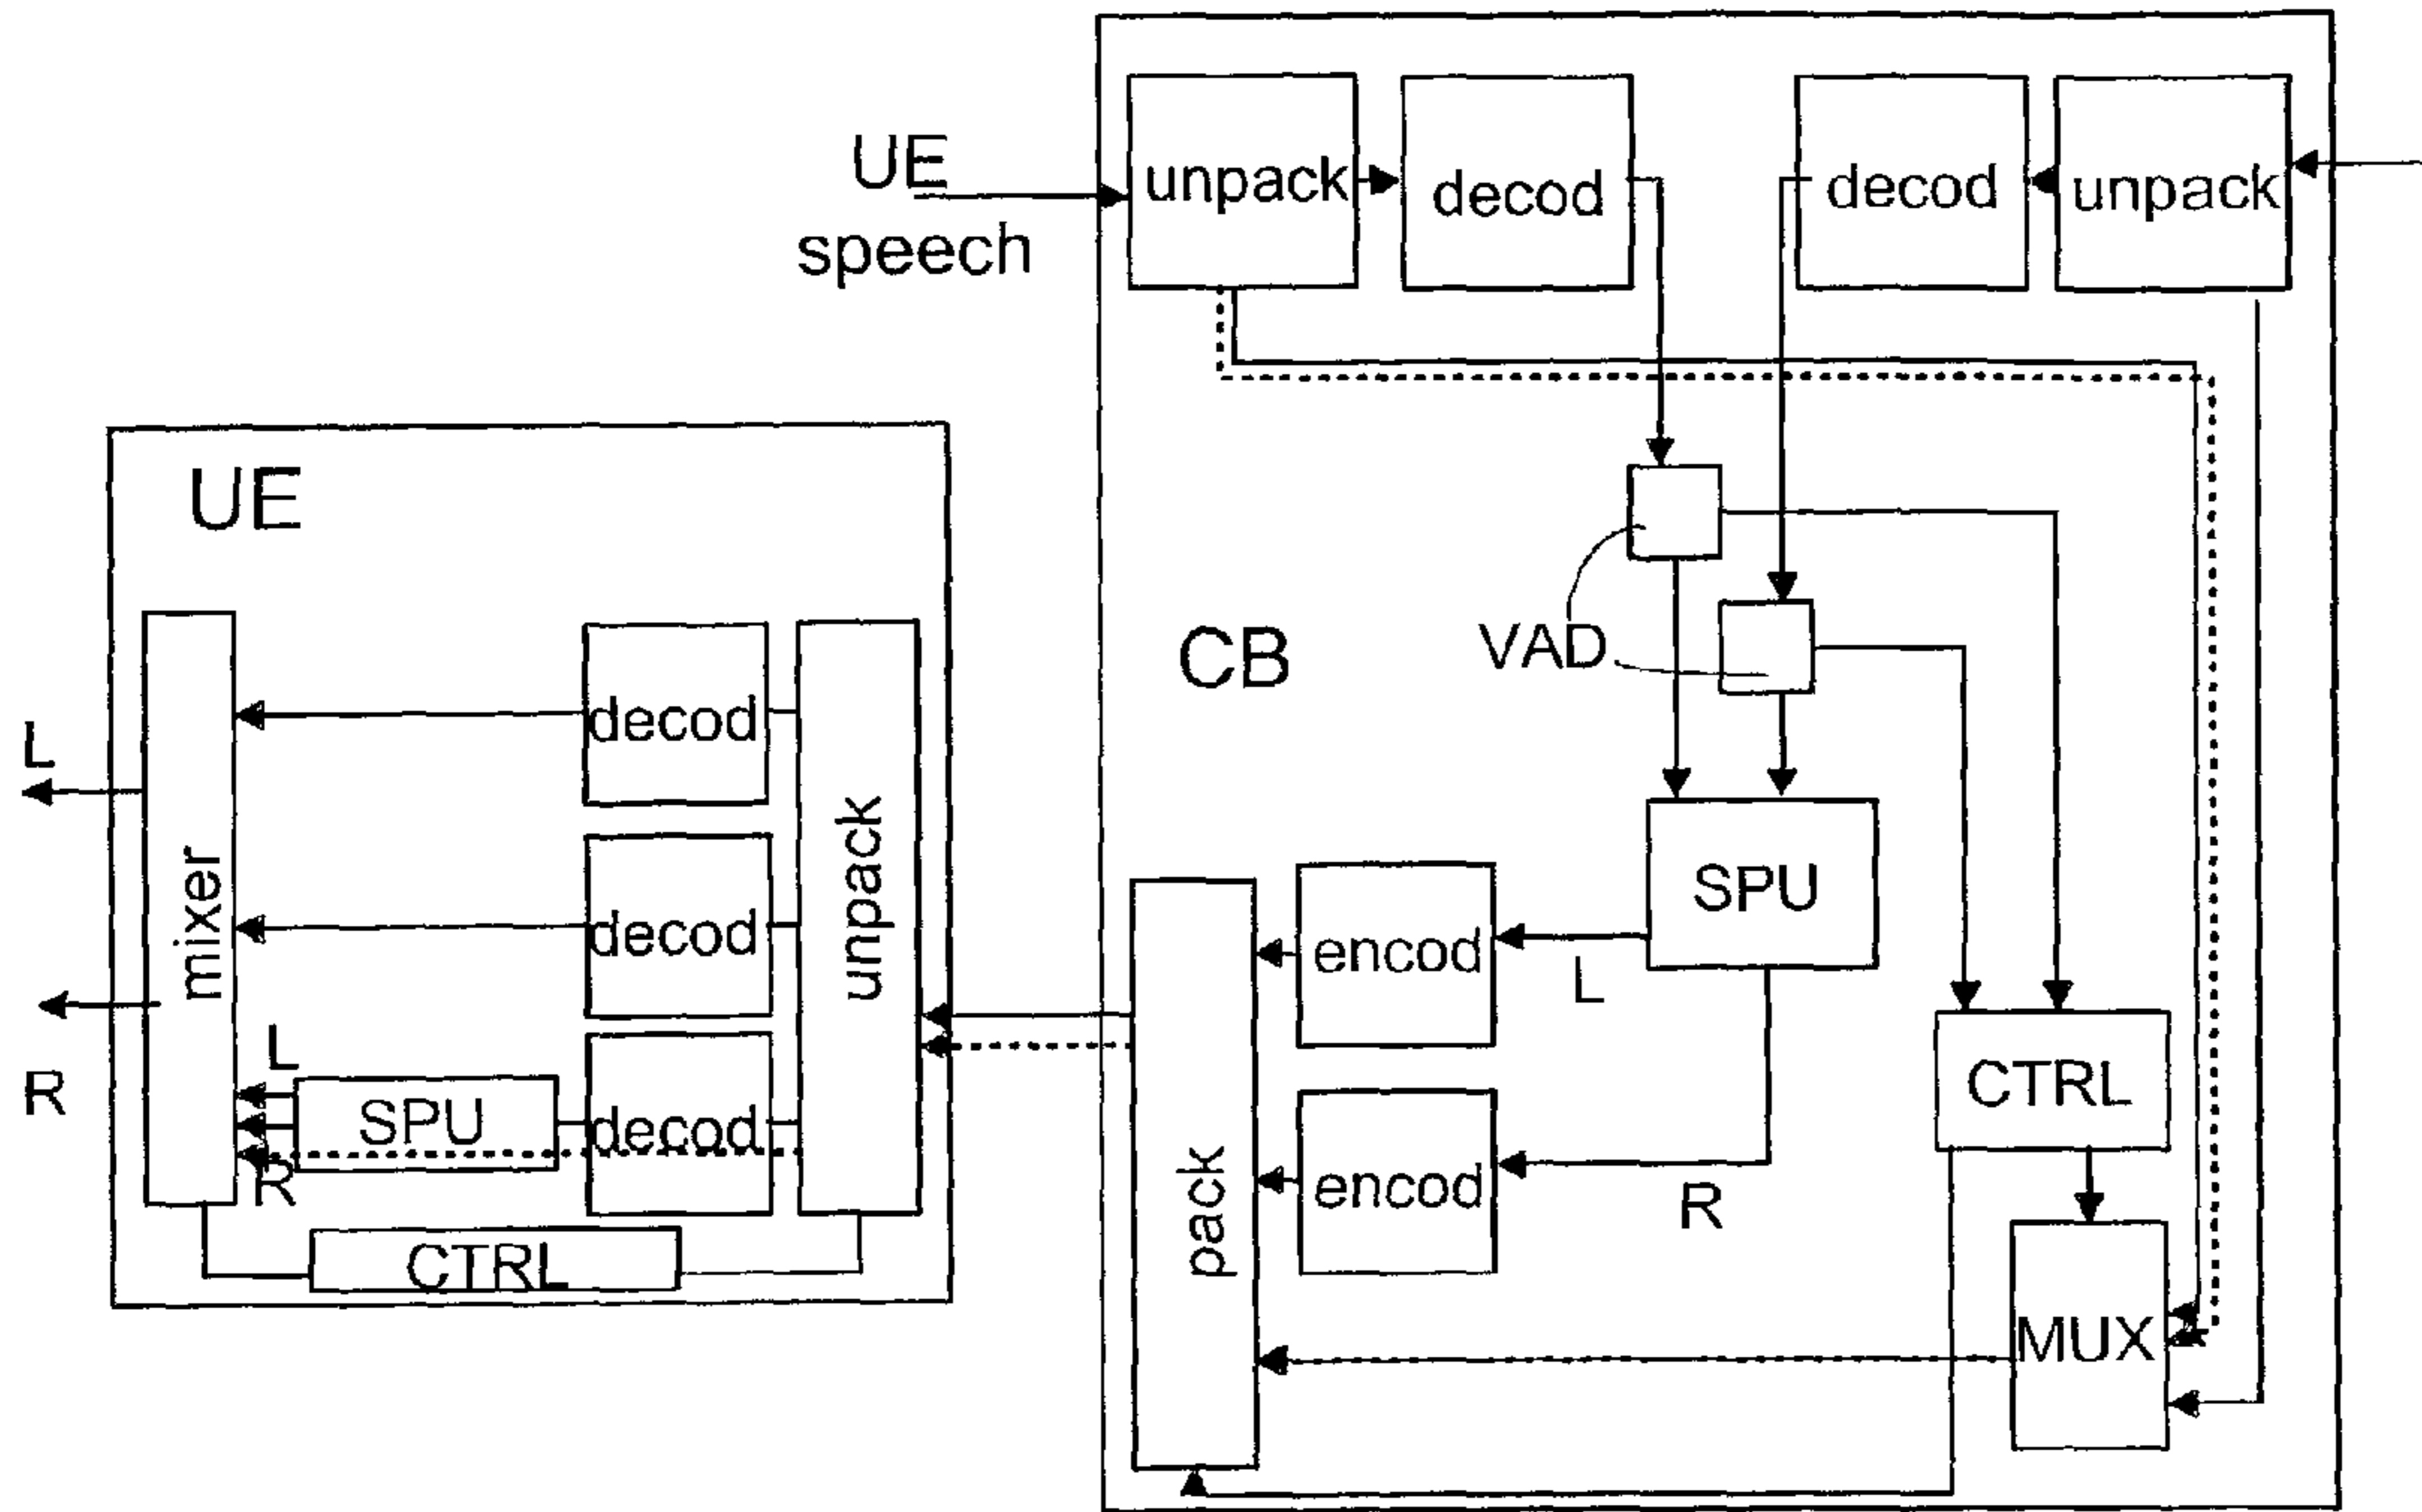 UE
speech
unpack
decod
decod
unpack
UE
VAD
CB
L
R
mixer
decod
decod
decod
unpack
L
SPU
R
CTRL
SPU
encod
L
encod
R
pack
CTRL
MUX